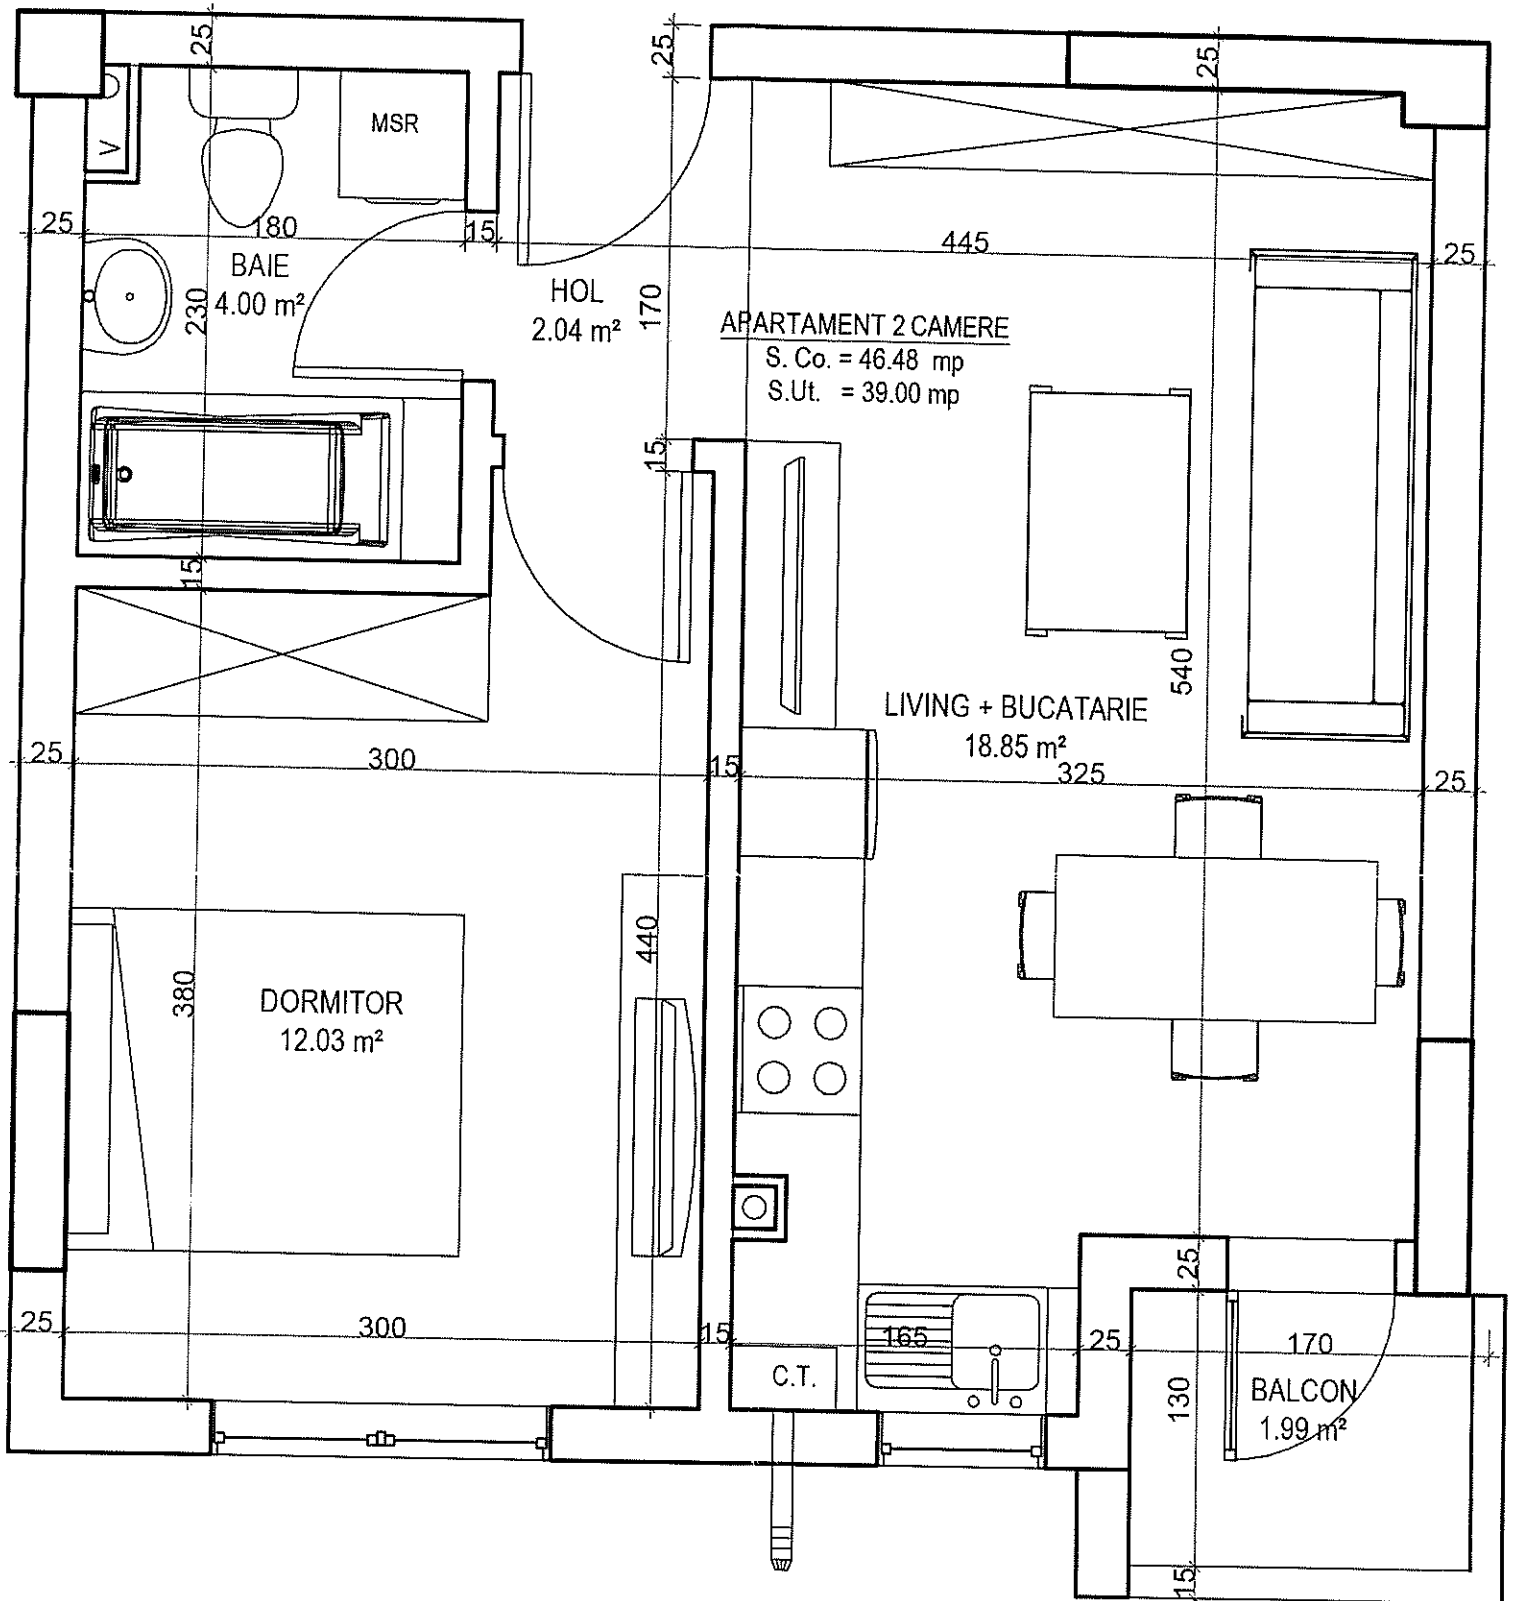 25
25
25
MSR
V
25
180
15
445
25
BAIE
4.00 m²
230
HOL
2.04 m²
170
APARTAMENT 2 CAMERE
S. Co. = 46.48 mp
S.Ut. = 39.00 mp
15
15
540
LIVING + BUCATARIE
18.85 m²
25
300
15
325
25
440
380
DORMITOR
12.03 m²
25
25
300
15
165
25
170
C.T.
130
BALCON
1.99 m²
15